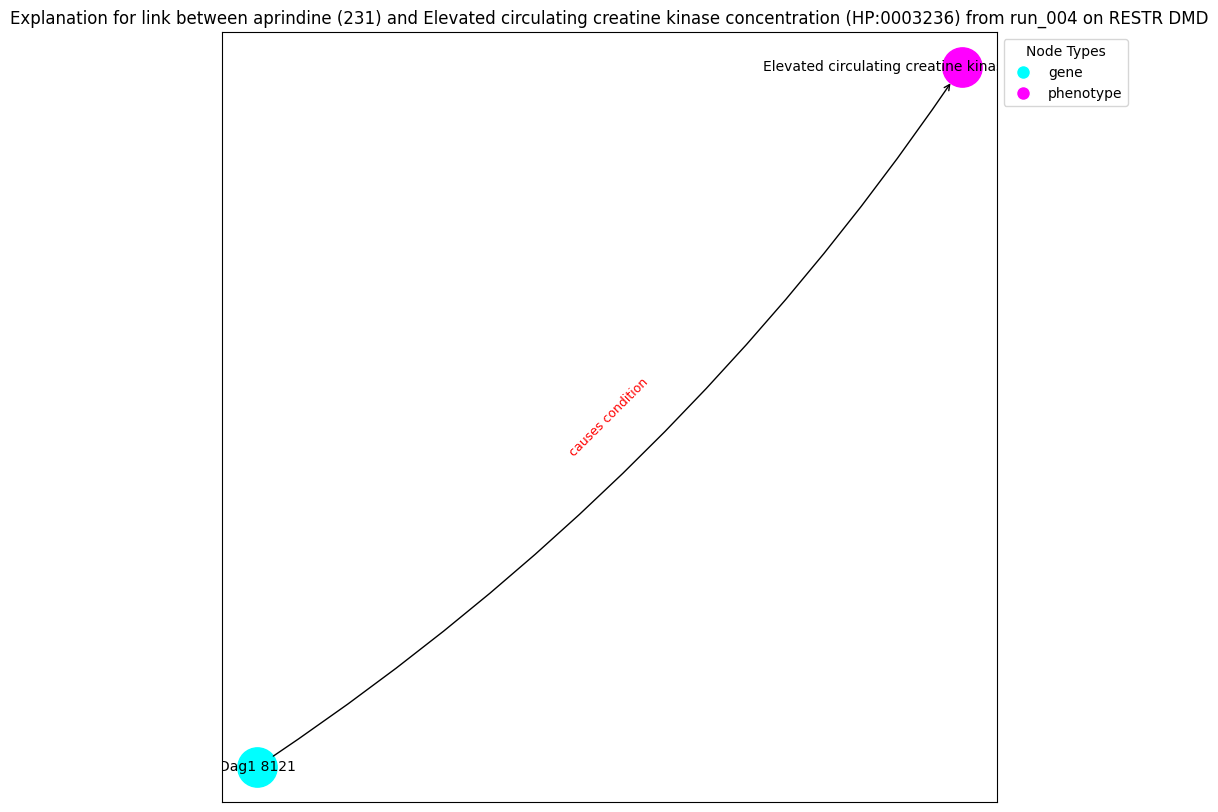 Explanation for link between aprindine (231) and Elevated circulating creatine kinase concentration (HP:0003236) from run_004 on RESTR DMD
Node Types
gene
phenotype
Elevated circulating creatine kina
causes condition
Dag1 8121